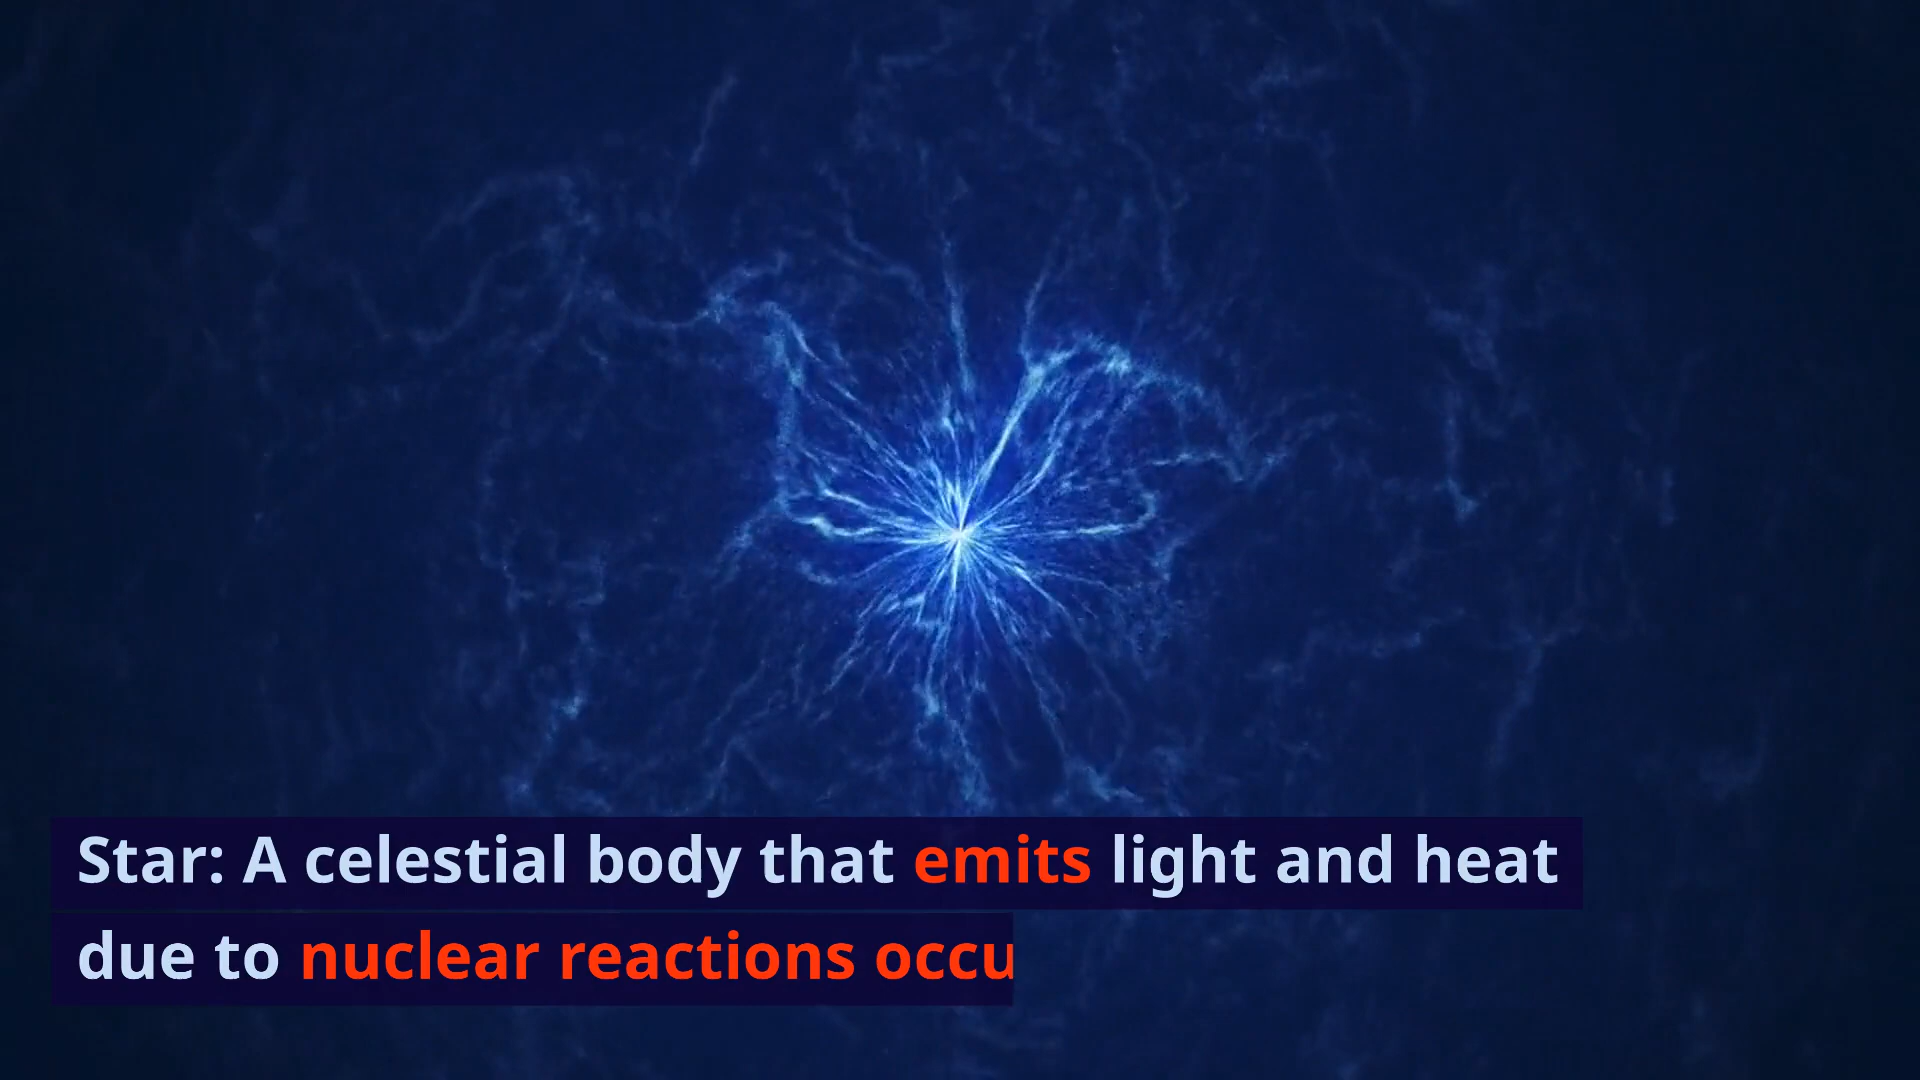 Star: A celestial body that emits light and heat
due to nuclear reactions occu